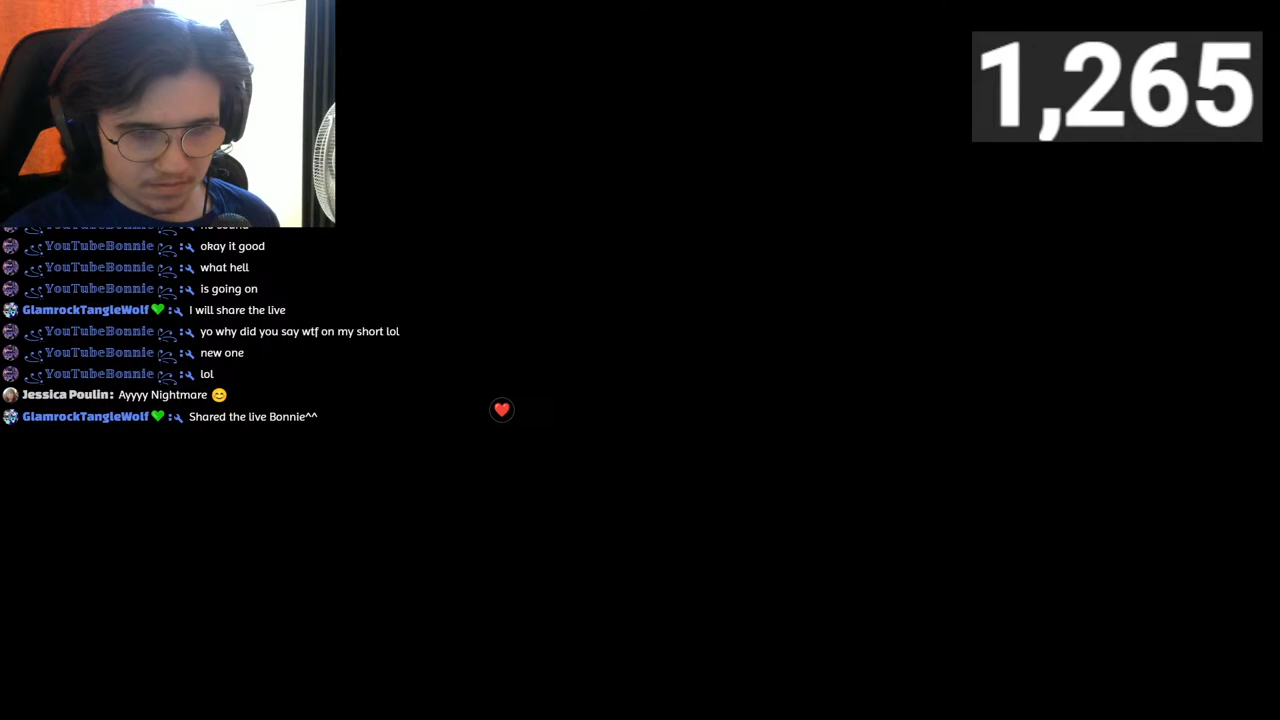 1,265
YouTubeBonnie : okay it good
YouTubeBonnie : what hell
YouTubeBonnie : is going on
GlamrockTangleWolf💚 : I will share the live
YouTubeBonnie : yo why did you say wtf on my short lol
YouTubeBonnie : new one
YouTubeBonnie : lol
Jessica Poulin : Ayyyy Nightmare 😊
GlamrockTangleWolf💚 : Shared the live Bonnie^^